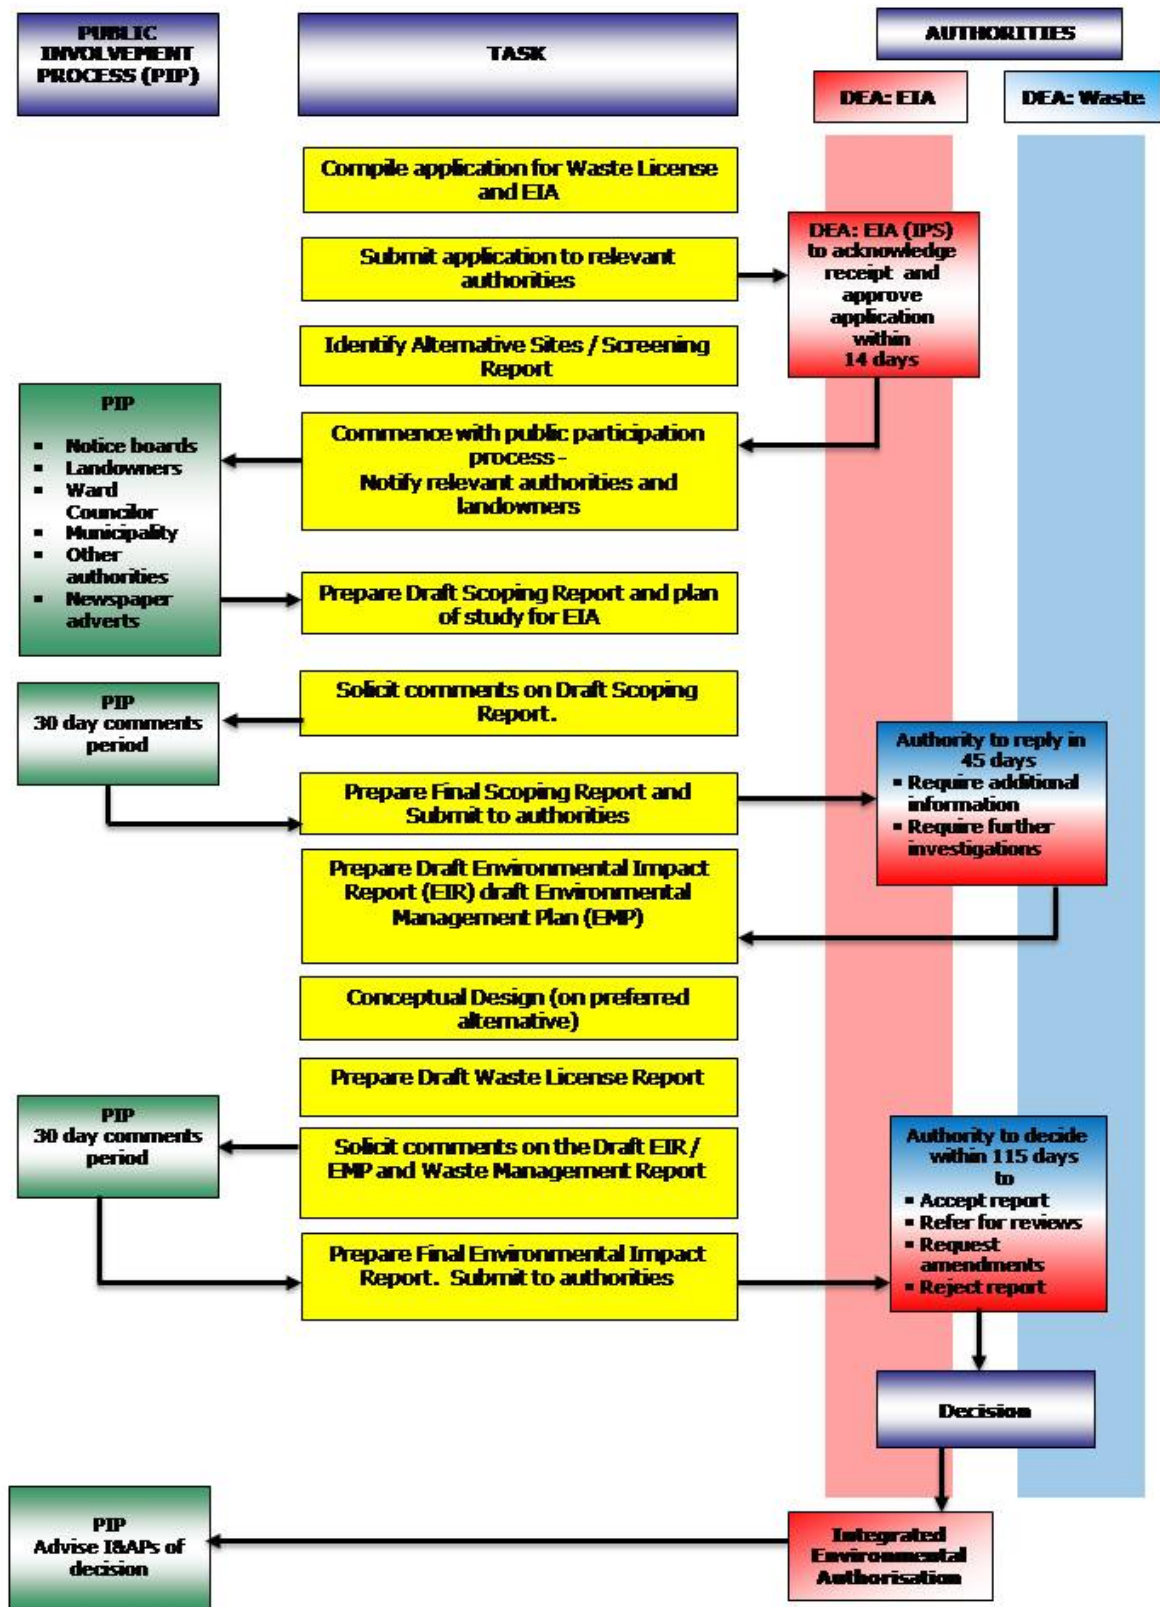 PUBLIC
INVOLVEMENT
PROCESS (PIP)
TASK
AUTHORITIES
DEA: EIA
DEA: Waste
Compile application for Waste License
and EIA
Submit application to relevant
authorities
DEA: EIA (IPS)
to acknowledge
receipt and
approve
application
within
14 days
Identify Alternative Sites / Screening
Report
Commence with public participation
process -
Notify relevant authorities and
landowners
PIP
▪ Notice boards
▪ Landowners
▪ Ward
Councilor
▪ Municipality
▪ Other
authorities
▪ Newspaper
adverts
Prepare Draft Scoping Report and plan
of study for EIA
Solicit comments on Draft Scoping
Report.
PIP
30 day comments
period
Prepare Final Scoping Report and
Submit to authorities
Authority to reply in
45 days
▪ Require additional
information
▪ Require further
investigations
Prepare Draft Environmental Impact
Report (EIR) draft Environmental
Management Plan (EMP)
Conceptual Design (on preferred
alternative)
Prepare Draft Waste License Report
Solicit comments on the Draft EIR /
EMP and Waste Management Report
PIP
30 day comments
period
Prepare Final Environmental Impact
Report. Submit to authorities
Authority to decide
within 115 days
to
▪ Accept report
▪ Refer for reviews
▪ Request
amendments
▪ Reject report
Decision
Integrated
Environmental
Authorisation
PIP
Advise I&APs of
decision